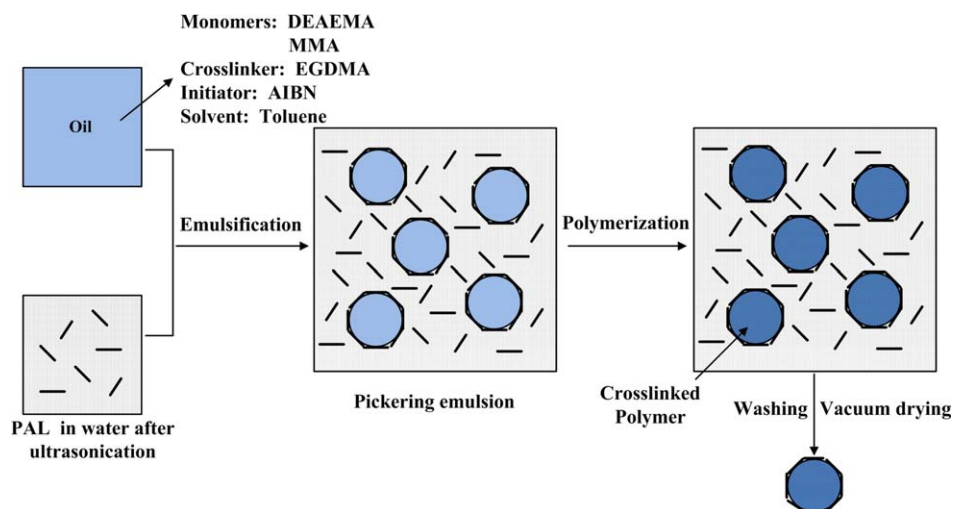 Monomers: DEAEMA
MMA
Crosslinker: EGDMA
Initiator: AIBN
Solvent: Toluene
Oil
Emulsification
Polymerization
PAL in water after
ultrasonication
Pickering emulsion
Crosslinked
Polymer
Washing
Vacuum drying